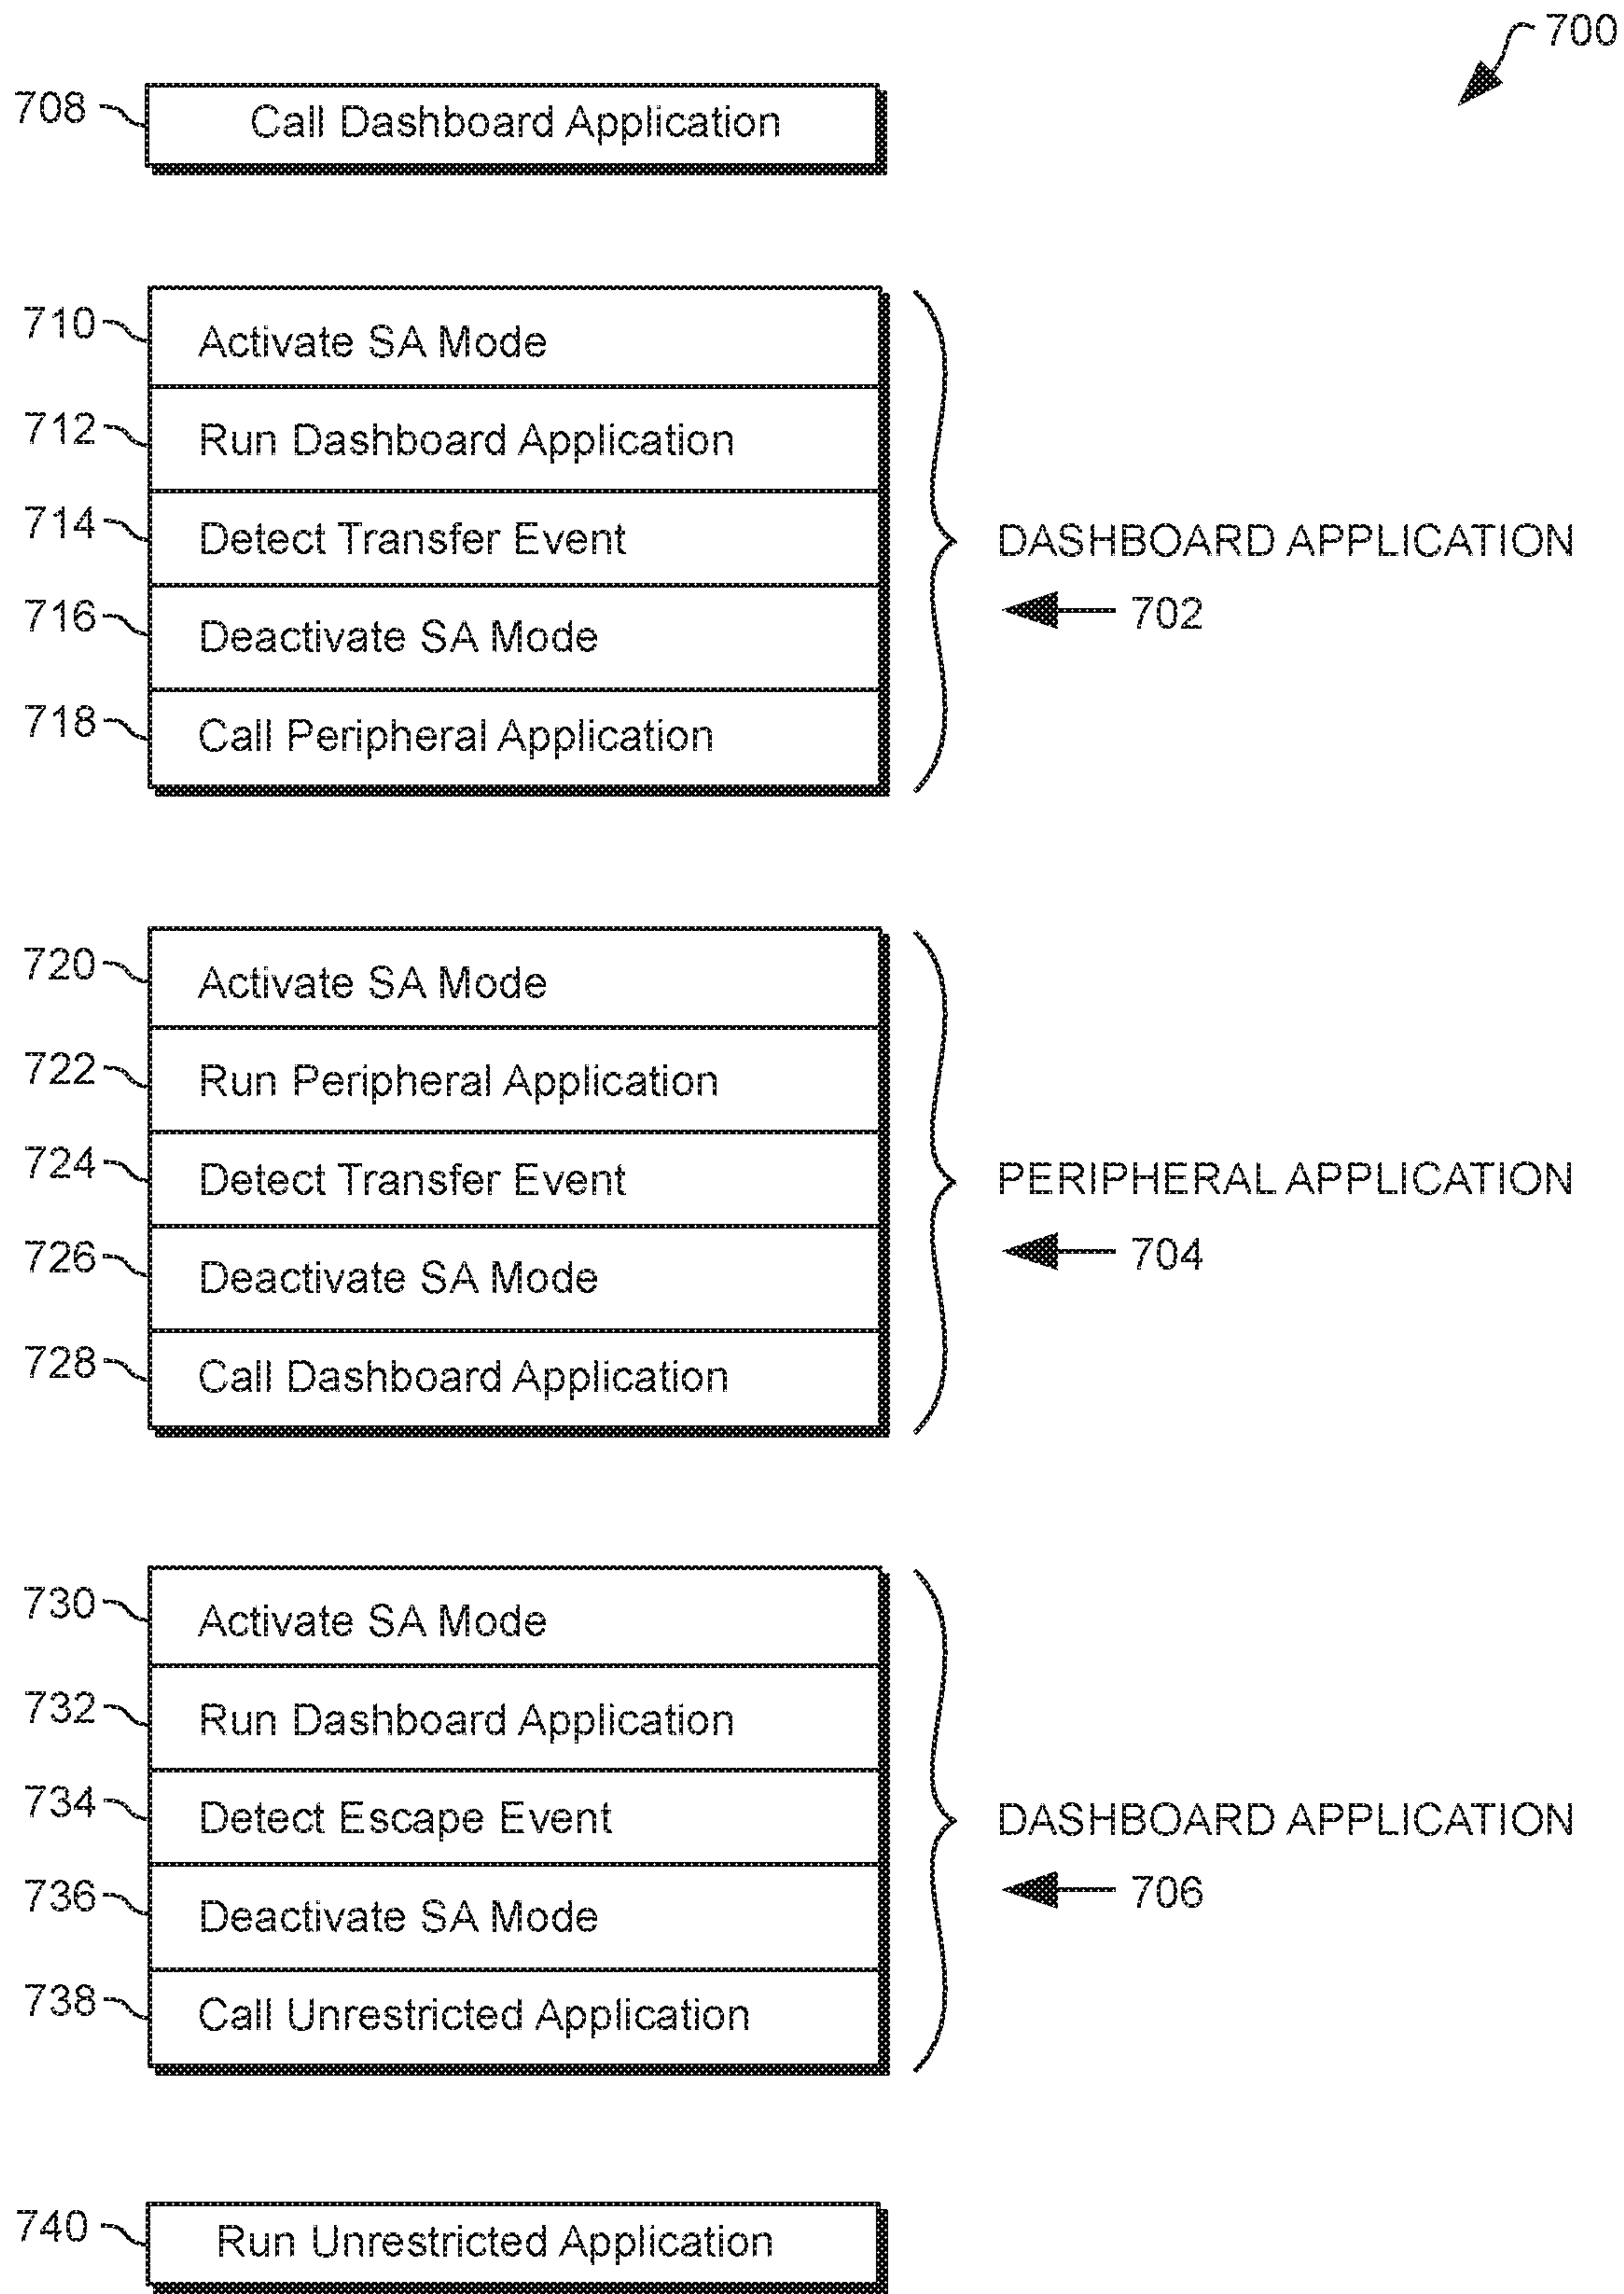 700
708 Call Dashboard Application
710 Activate SA Mode
712 Run Dashboard Application
714 Detect Transfer Event
DASHBOARD APPLICATION
702
716 Deactivate SA Mode
718 Call Peripheral Application
720 Activate SA Mode
722 Run Peripheral Application
724 Detect Transfer Event
PERIPHERAL APPLICATION
704
726 Deactivate SA Mode
728 Call Dashboard Application
730 Activate SA Mode
732 Run Dashboard Application
734 Detect Escape Event
DASHBOARD APPLICATION
706
736 Deactivate SA Mode
738 Call Unrestricted Application
740 Run Unrestricted Application